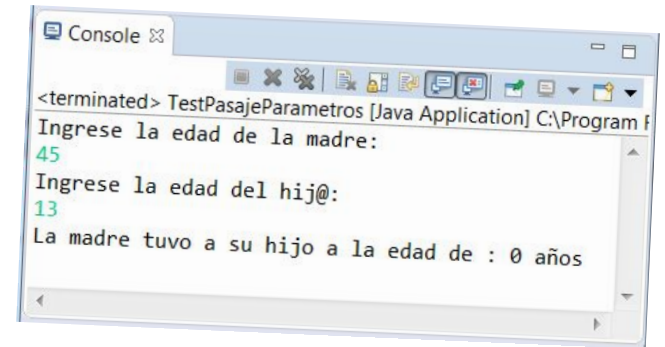 Console
<terminated> TestPasajeParametros [Java Application] C:\Program F
Ingrese la edad de la madre:
45
Ingrese la edad del hij@:
13
La madre tuvo a su hijo a la edad de : 0 años